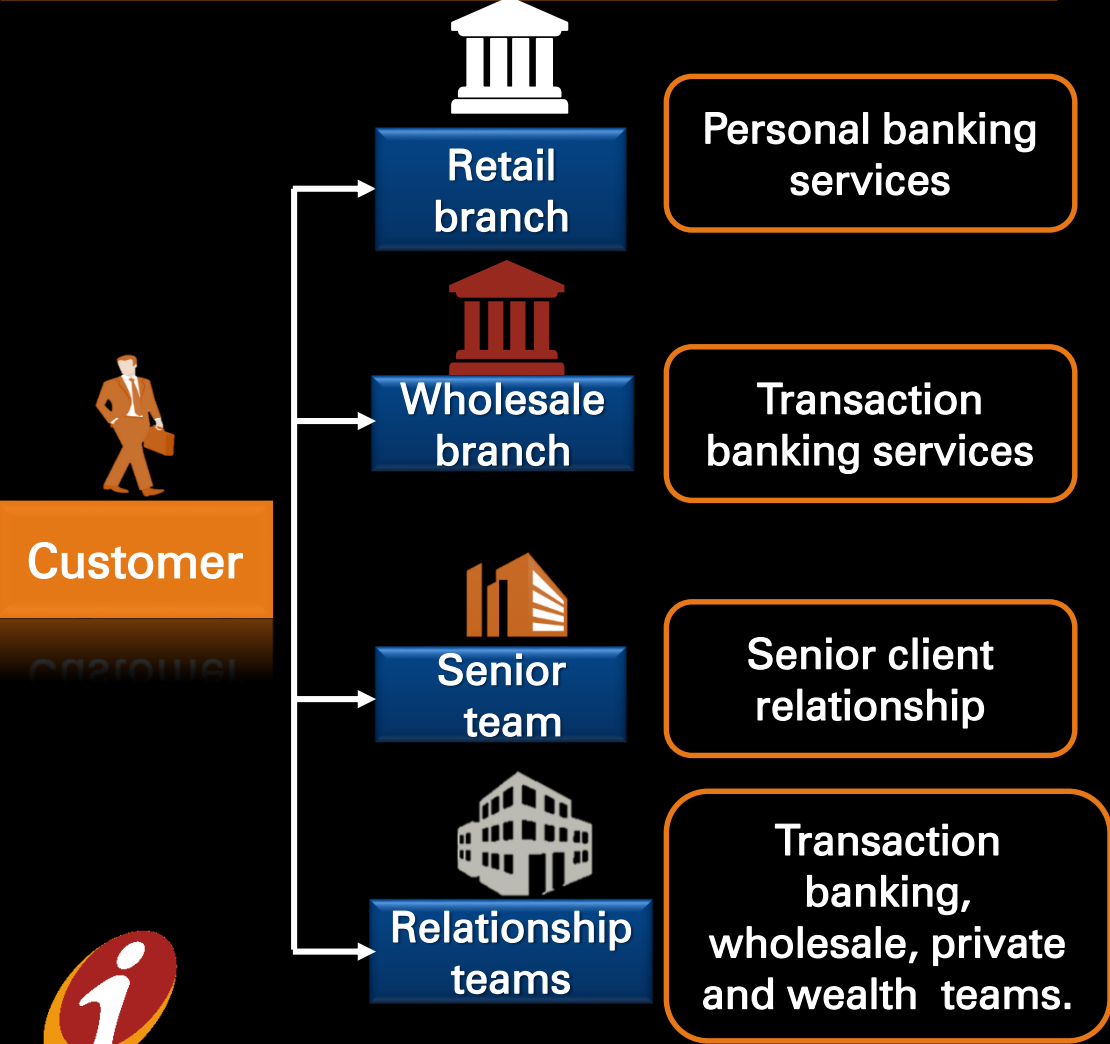 Retail
branch
Personal banking
services
Wholesale
branch
Transaction
banking services
Customer
Senior
team
Senior client
relationship
Relationship
teams
Transaction
banking,
wholesale, private
and wealth  teams.
i